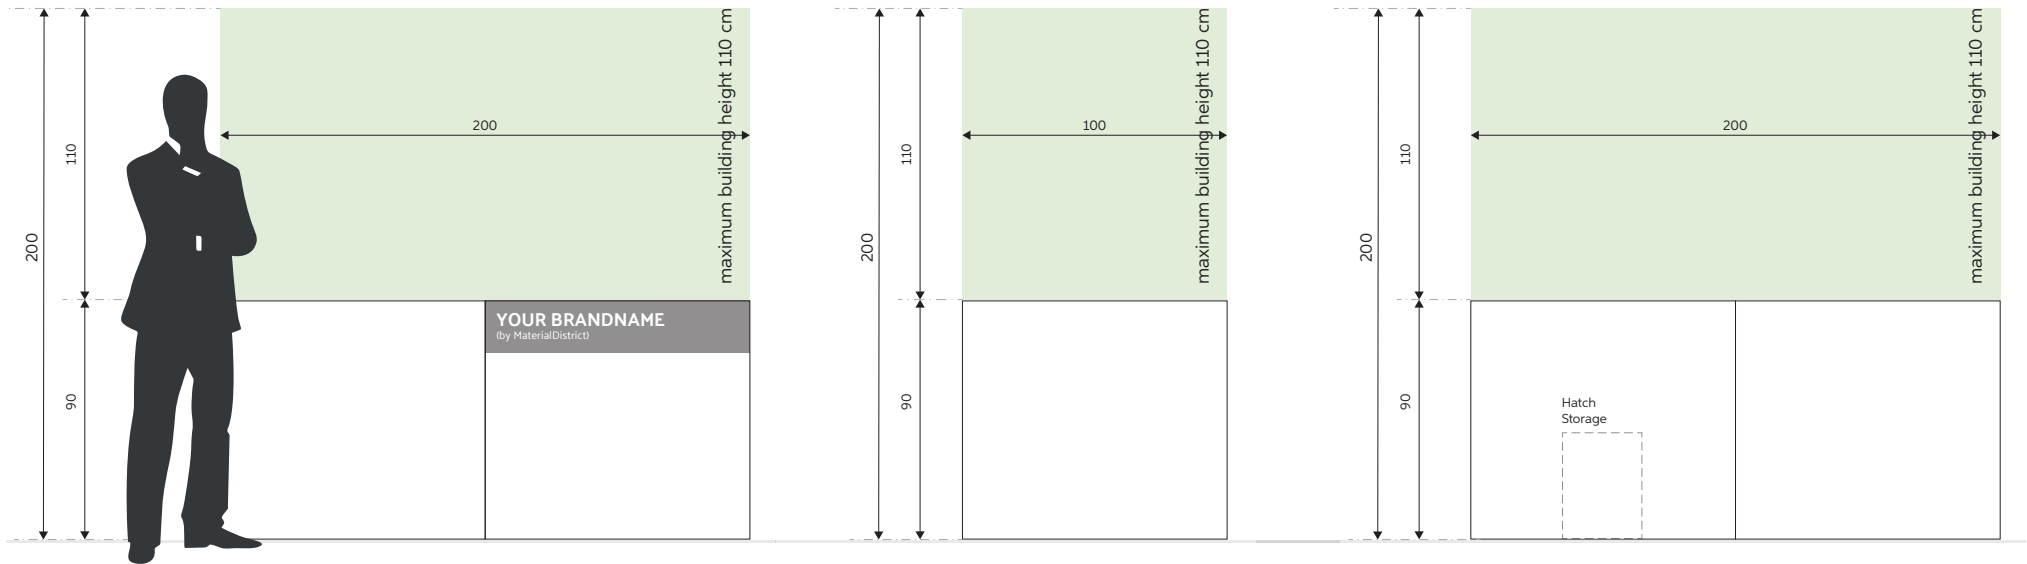 200
110
90
200
maximum building height 110 cm
YOUR BRANDNAME
(by MaterialDistrict)
200
110
90
100
maximum building height 110 cm
200
110
90
200
maximum building height 110 cm
Hatch
Storage